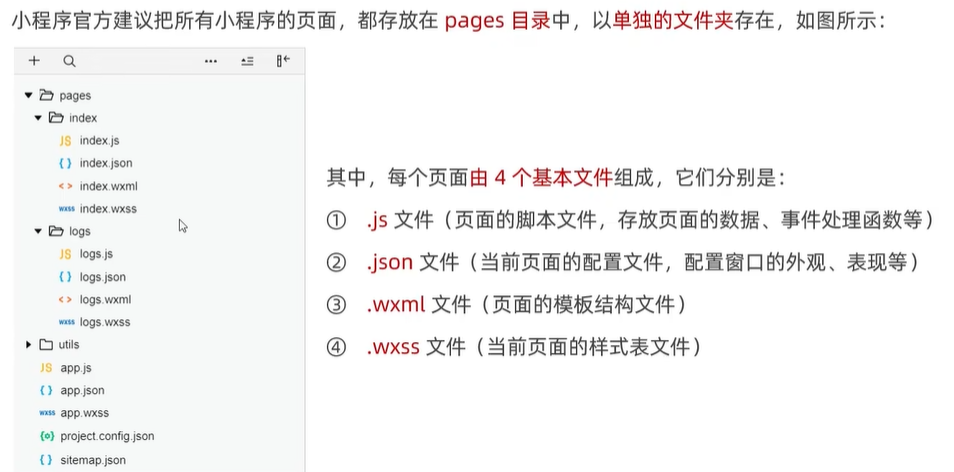 小程序官方建议把所有小程序的页面，都存放在 pages 目录中，以单独的文件夹存在，如图所示：
pages
index
JS index.js
{ } index.json
< > index.wxml
wxss index.wxss
logs
JS logs.js
{ } logs.json
< > logs.wxml
wxss logs.wxss
utils
JS app.js
{ } app.json
wxss app.wxss
{o} project.config.json
{ } sitemap.json
其中，每个页面由 4 个基本文件组成，它们分别是：
① .js 文件（页面的脚本文件，存放页面的数据、事件处理函数等）
② .json 文件（当前页面的配置文件，配置窗口的外观、表现等）
③ .wxml 文件（页面的模板结构文件）
④ .wxss 文件（当前页面的样式表文件）